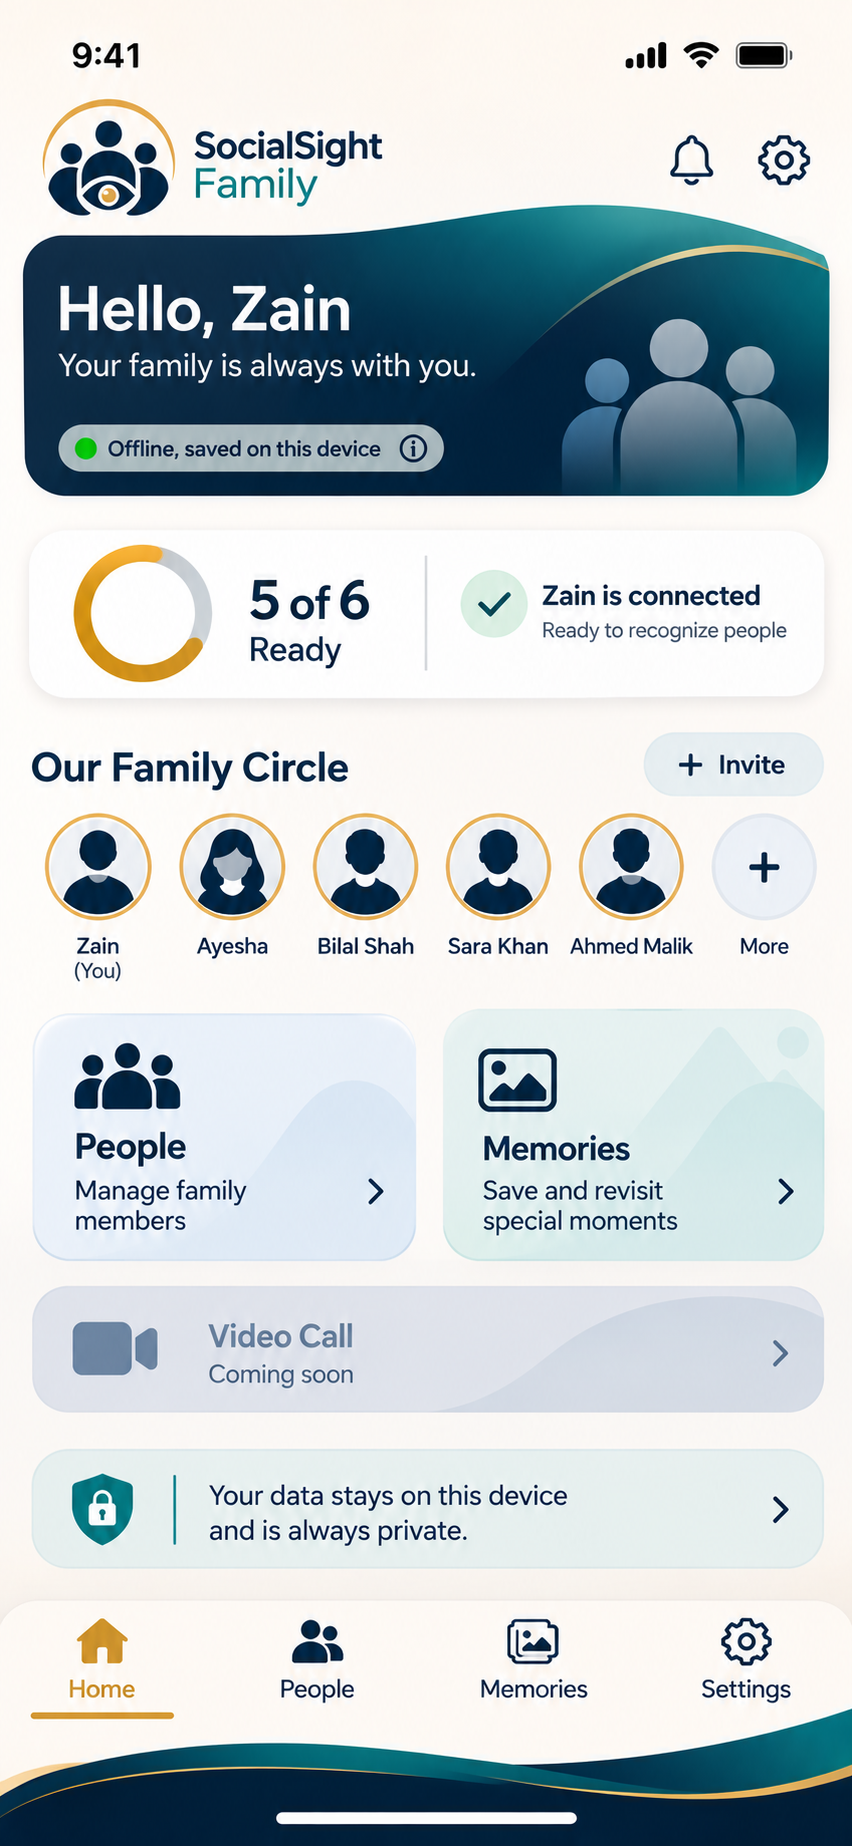 9:41
SocialSight
Family
Hello, Zain
Your family is always with you.
Offline, saved on this device
5 of 6
Ready
Zain is connected
Ready to recognize people
Our Family Circle
+ Invite
Zain
(You)
Ayesha
Bilal Shah
Sara Khan
Ahmed Malik
More
People
Manage family
members
Memories
Save and revisit
special moments
Video Call
Coming soon
Your data stays on this device
and is always private.
Home
People
Memories
Settings